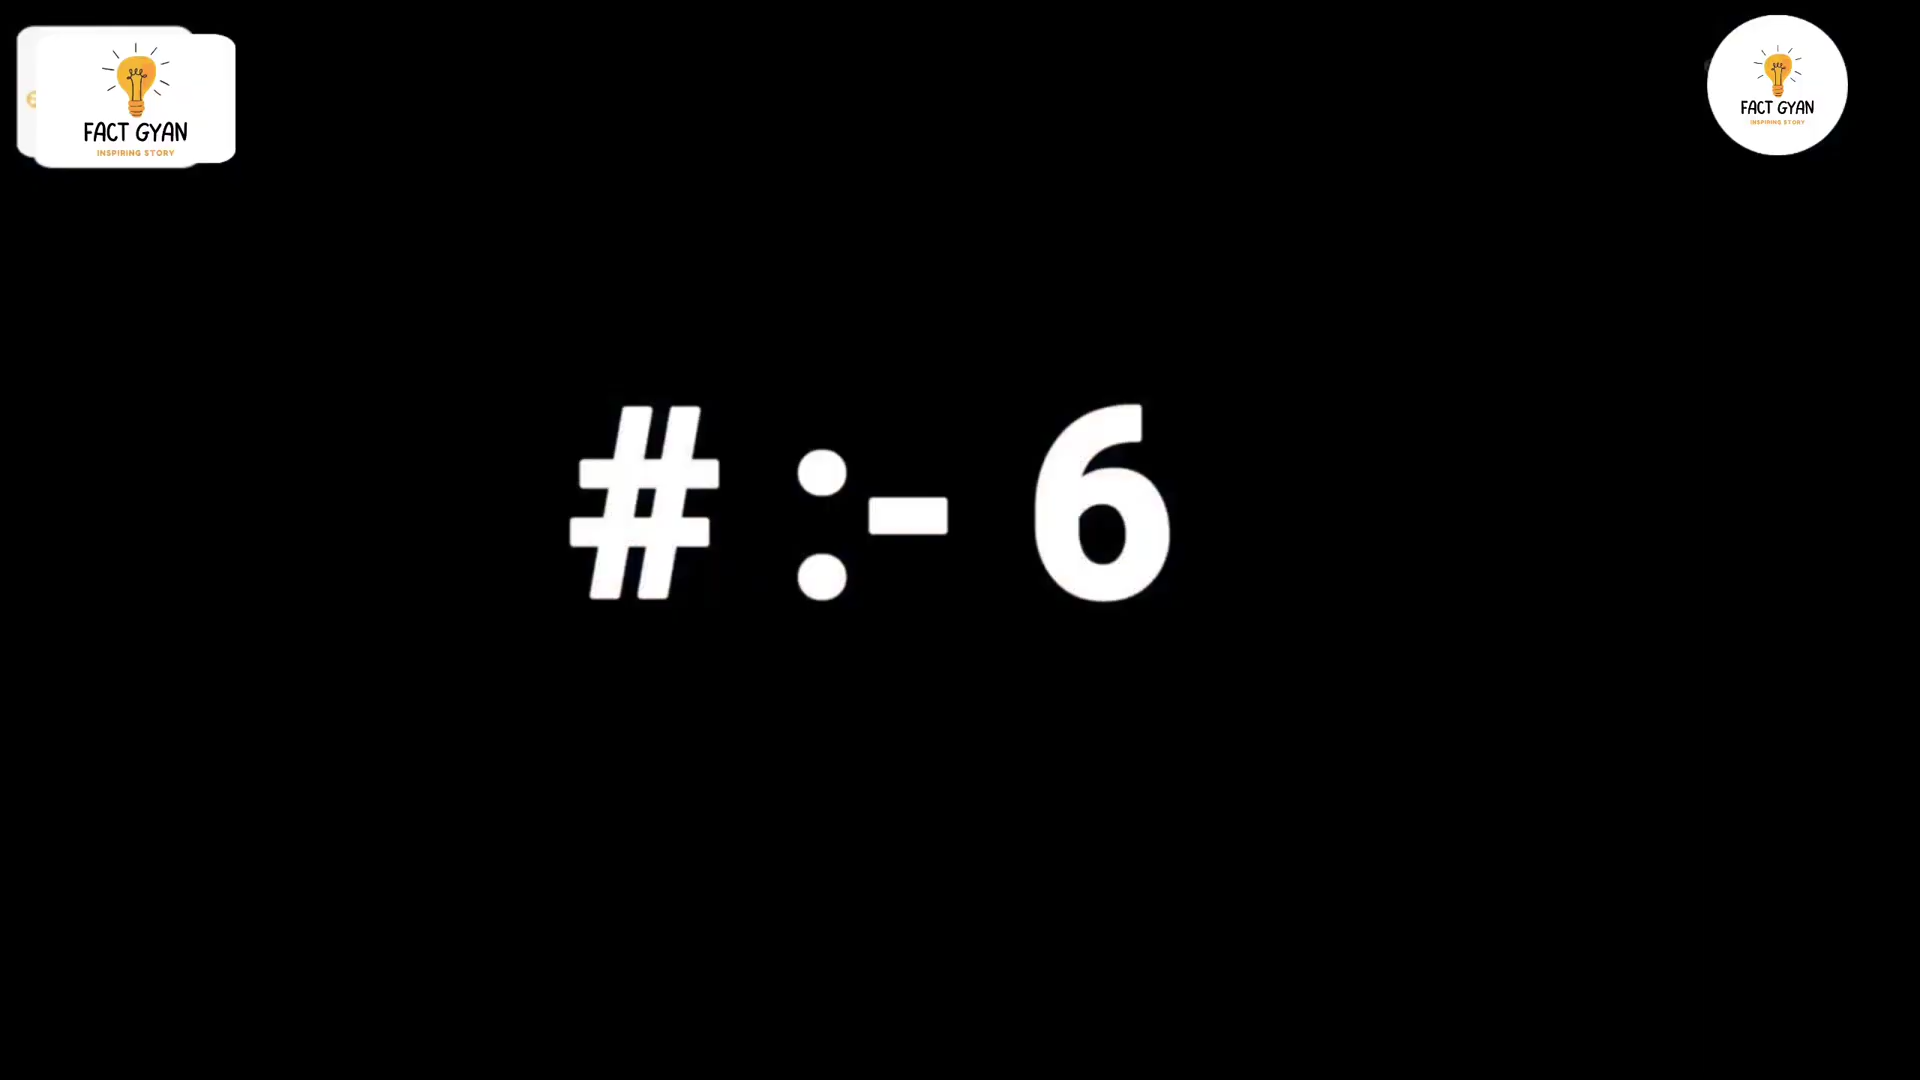 FACT GYAN
INSPIRING STORY
FACT GYAN
INSPIRING STORY
# :- 6